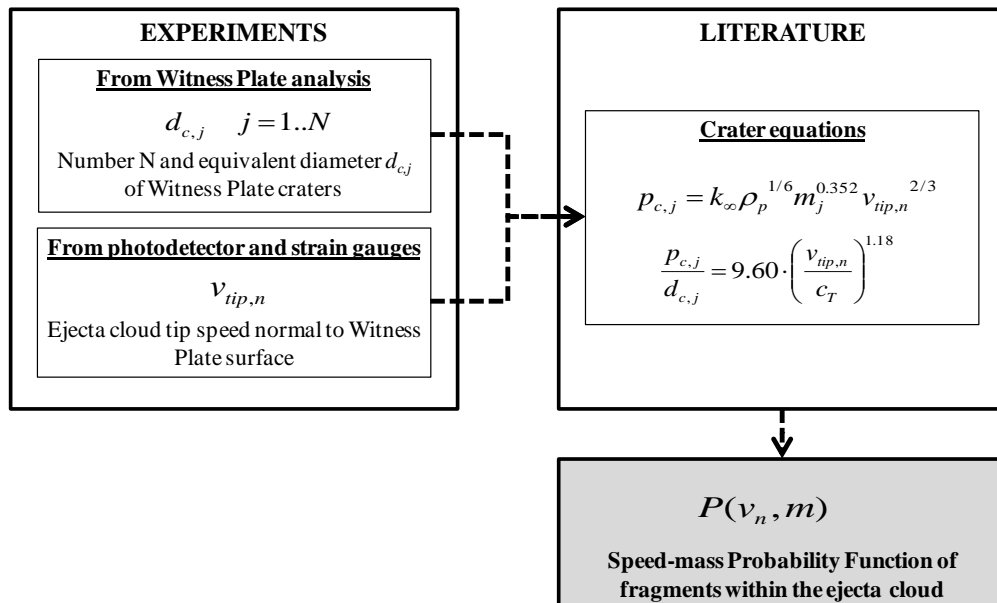 EXPERIMENTS
From Witness Plate analysis
d_{c,j}   j = 1..N
Number N and equivalent diameter d_{c,j}
of Witness Plate craters
From photodetector and strain gauges
v_{tip,n}
Ejecta cloud tip speed normal to Witness
Plate surface
LITERATURE
Crater equations
p_{c,j} = k_∞ ρ_p^{1/6} m_j^{0.352} v_{tip,n}^{2/3}
p_{c,j} / d_{c,j} = 9.60 · (v_{tip,n} / c_T)^{1.18}
P(v_n, m)
Speed-mass Probability Function of
fragments within the ejecta cloud